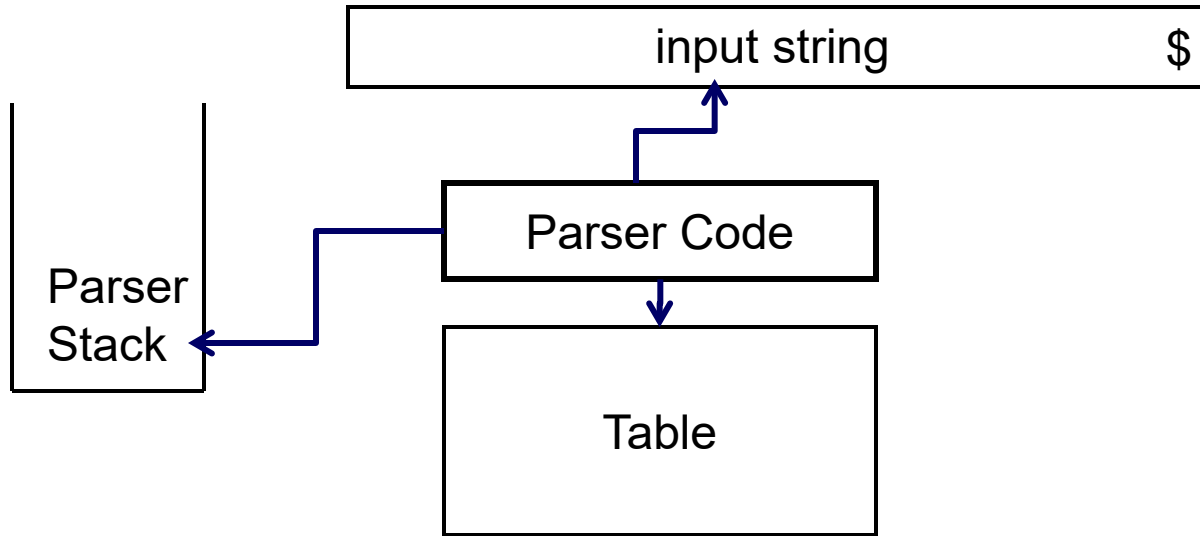 input string $
Parser Code
Parser
Stack
Table